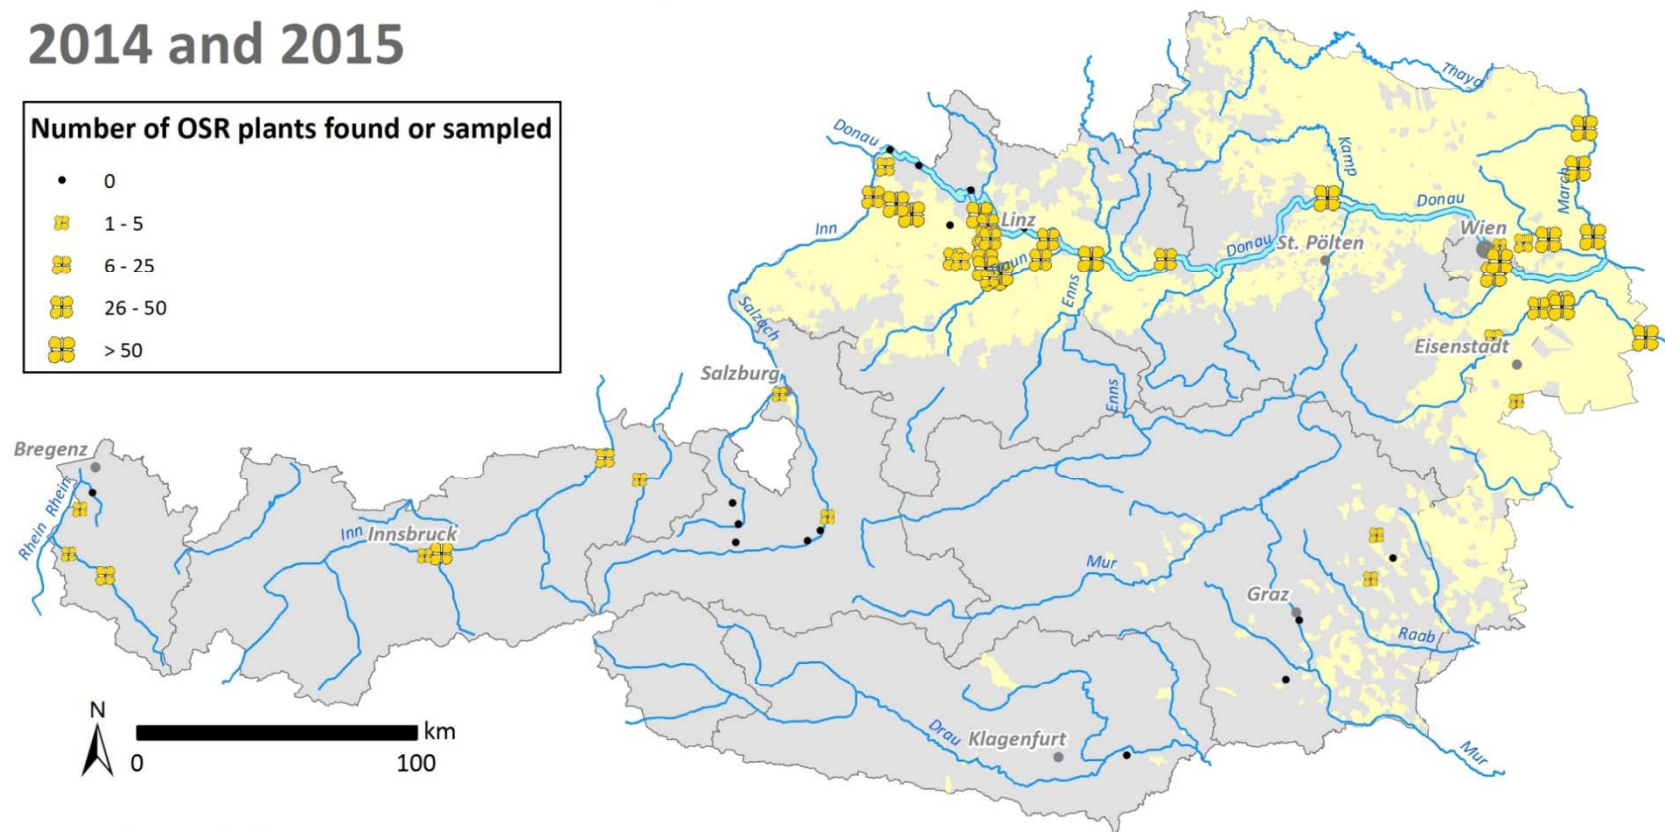 2014 and 2015
Number of OSR plants found or sampled
0
1 - 5
6 - 25
26 - 50
> 50
Thaya
Donau
Kamp
March
Donau
Linz
Wien
Inn
Donau
St. Pölten
Traun
Enns
Salzach
Eisenstadt
Salzburg
Enns
Bregenz
Rhein
Rhein
Inn
Innsbruck
Mur
Graz
Raab
N
km
0
100
Drau
Klagenfurt
Mur